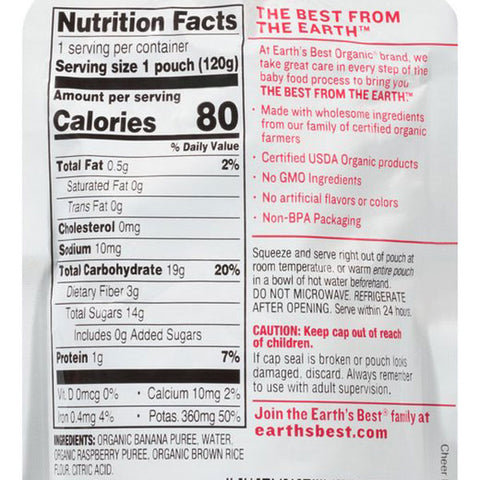 Nutrition Facts
1 serving per container
Serving size 1 pouch (120g)
Amount per serving
Calories 80
% Daily Value
Total Fat 0.5g 2%
Saturated Fat 0g
Trans Fat 0g
Cholesterol 0mg
Sodium 10mg
Total Carbohydrate 19g 20%
Dietary Fiber 3g
Total Sugars 14g
Includes 0g Added Sugars
Protein 1g 7%
Vit. D 0mcg 0% • Calcium 10mg 2%
Iron 0.4mg 4% • Potas. 360mg 50%
INGREDIENTS: ORGANIC BANANA PUREE, WATER,
ORGANIC RASPBERRY PUREE, ORGANIC BROWN RICE
FLOUR, CITRIC ACID.
THE BEST FROM
THE EARTH™
At Earth's Best Organic® brand, we
take great care in every step of the
baby food process to bring you
THE BEST FROM THE EARTH™
• Made with wholesome ingredients
from our family of certified organic
farmers
• Certified USDA Organic products
• No GMO Ingredients
• No artificial flavors or colors
• Non-BPA Packaging
Squeeze and serve right out of pouch at
room temperature, or warm entire pouch
in a bowl of hot water beforehand.
DO NOT MICROWAVE. REFRIGERATE
AFTER OPENING. Serve within 24 hours.
CAUTION: Keep cap out of reach
of children.
If cap seal is broken or pouch looks
damaged, discard. Always remember
to use with adult supervision.
Join the Earth's Best® family at
earthsbest.com
Cheer